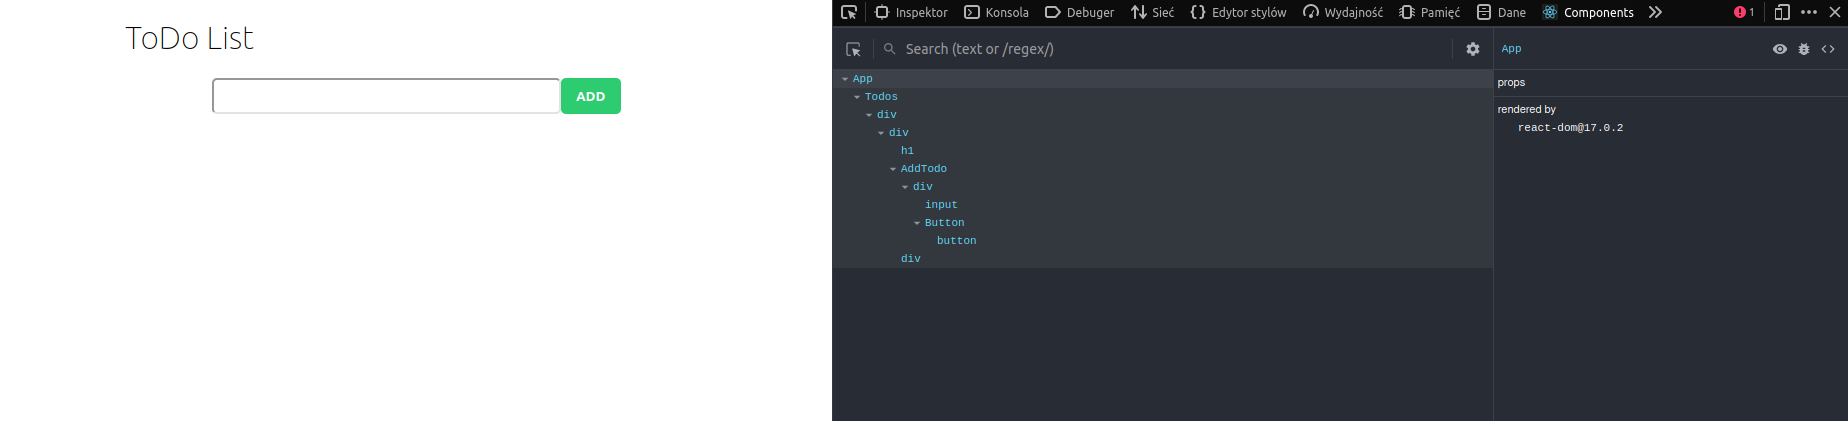 ToDo List
ADD
Inspektor Konsola Debuger Sieć Edytor stylów Wydajność Pamięć Dane Components 1
Search (text or /regex/)
App
Todos
div
div
h1
AddTodo
div
input
Button
button
div
App
props
rendered by
react-dom@17.0.2